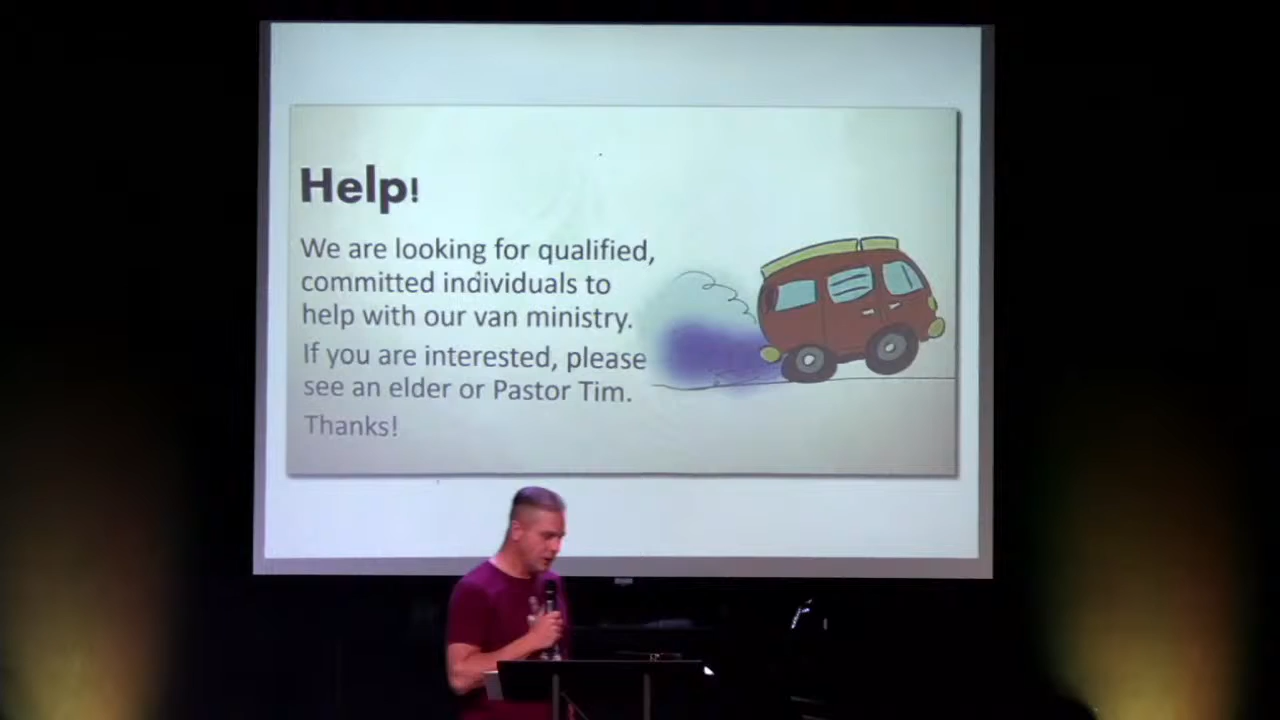 Help!
We are looking for qualified,
committed individuals to
help with our van ministry.
If you are interested, please
see an elder or Pastor Tim.
Thanks!